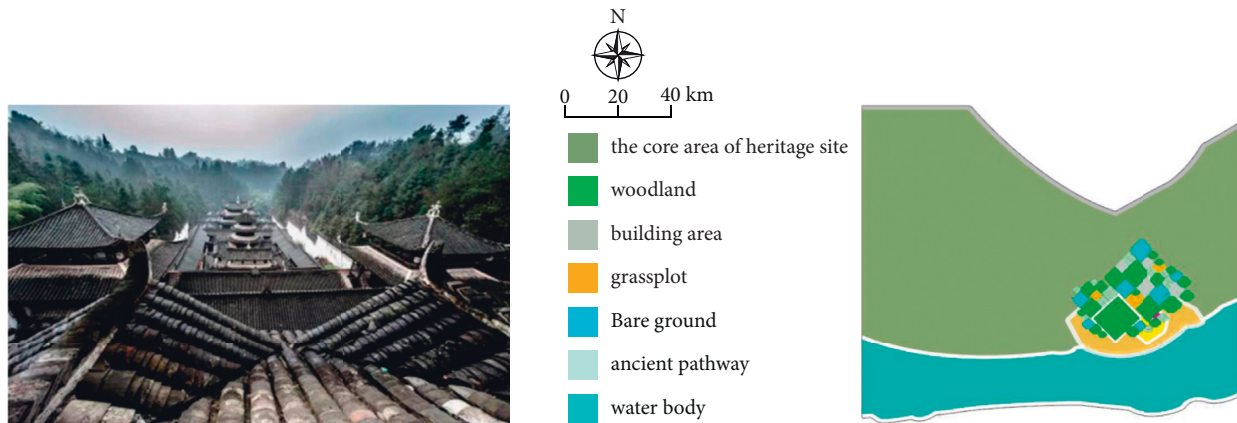 N
0 20 40 km
the core area of heritage site
woodland
building area
grassplot
Bare ground
ancient pathway
water body